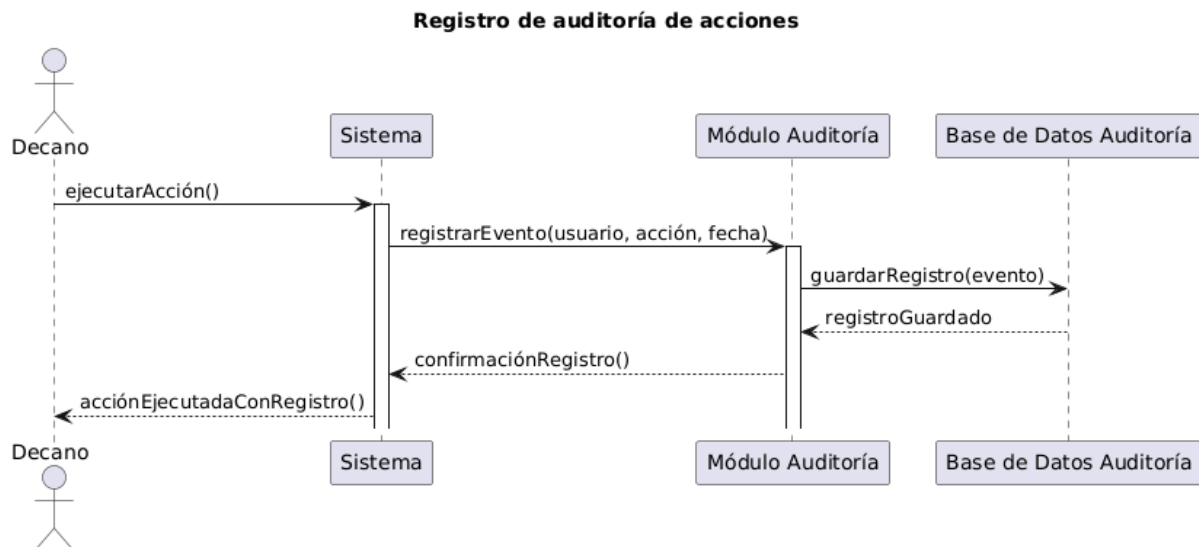 Registro de auditoría de acciones
Decano
Sistema
Módulo Auditoría
Base de Datos Auditoría
ejecutarAcción()
registrarEvento(usuario, acción, fecha)
guardarRegistro(evento)
registroGuardado
confirmaciónRegistro()
acciónEjecutadaConRegistro()
Decano
Sistema
Módulo Auditoría
Base de Datos Auditoría